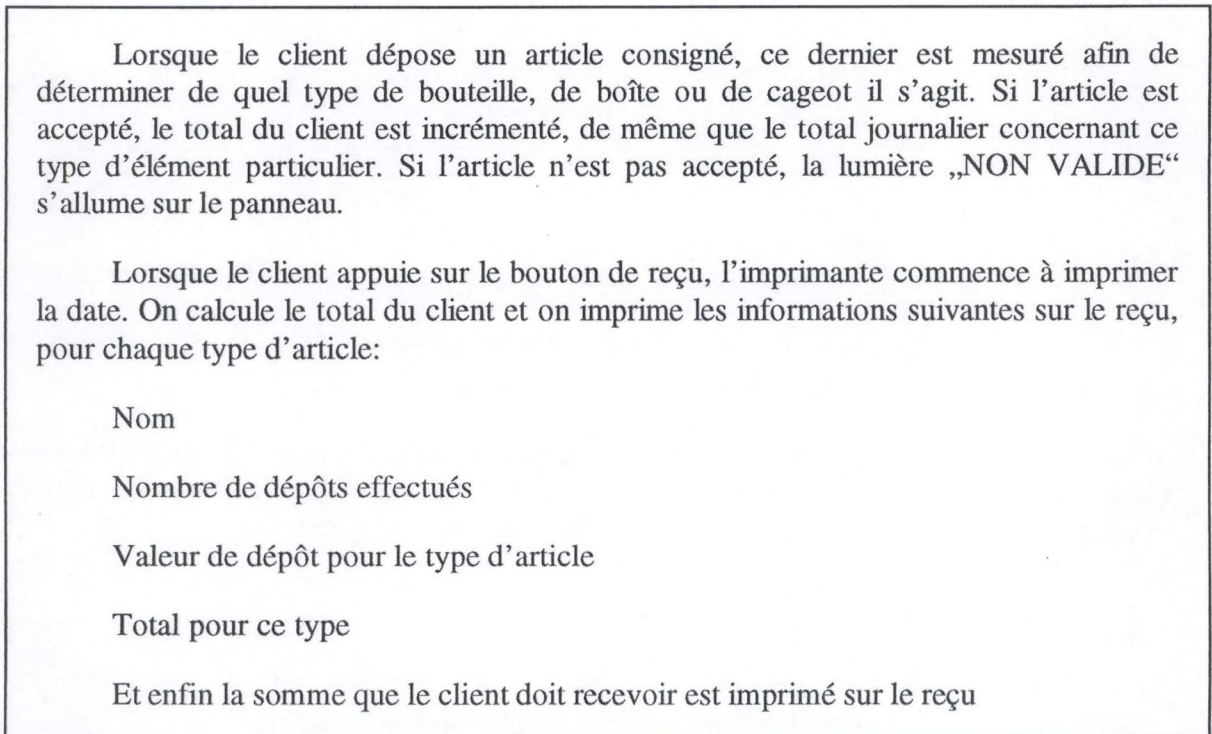 Lorsque le client dépose un article consigné, ce dernier est mesuré afin de
déterminer de quel type de bouteille, de boîte ou de cageot il s'agit. Si l'article est
accepté, le total du client est incrémenté, de même que le total journalier concernant ce
type d'élément particulier. Si l'article n'est pas accepté, la lumière „NON VALIDE“
s'allume sur le panneau.
Lorsque le client appuie sur le bouton de reçu, l'imprimante commence à imprimer
la date. On calcule le total du client et on imprime les informations suivantes sur le reçu,
pour chaque type d'article:
Nom
Nombre de dépôts effectués
Valeur de dépôt pour le type d'article
Total pour ce type
Et enfin la somme que le client doit recevoir est imprimé sur le reçu